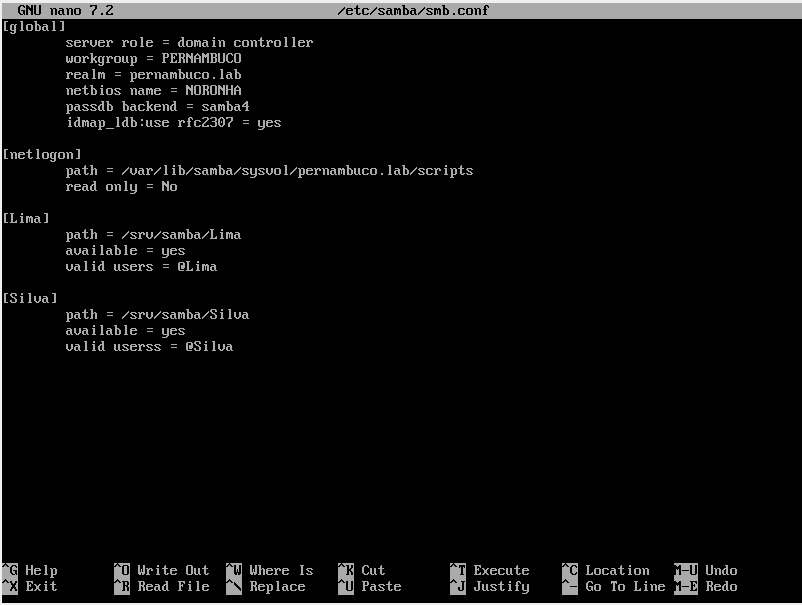 GNU nano 7.2 /etc/samba/smb.conf
[global]
server role = domain controller
workgroup = PERNAMBUCO
realm = pernambuco.lab
netbios name = NORONHA
passdb backend = samba4
idmap_ldb:use rfc2307 = yes
[netlogon]
path = /var/lib/samba/sysvol/pernambuco.lab/scripts
read only = No
[Lima]
path = /srv/samba/Lima
available = yes
valid users = @Lima
[Silva]
path = /srv/samba/Silva
available = yes
valid userss = @Silva
^G Help ^O Write Out ^W Where Is ^K Cut ^T Execute ^C Location M-U Undo
^X Exit ^R Read File ^\ Replace ^U Paste ^J Justify ^- Go To Line M-E Redo